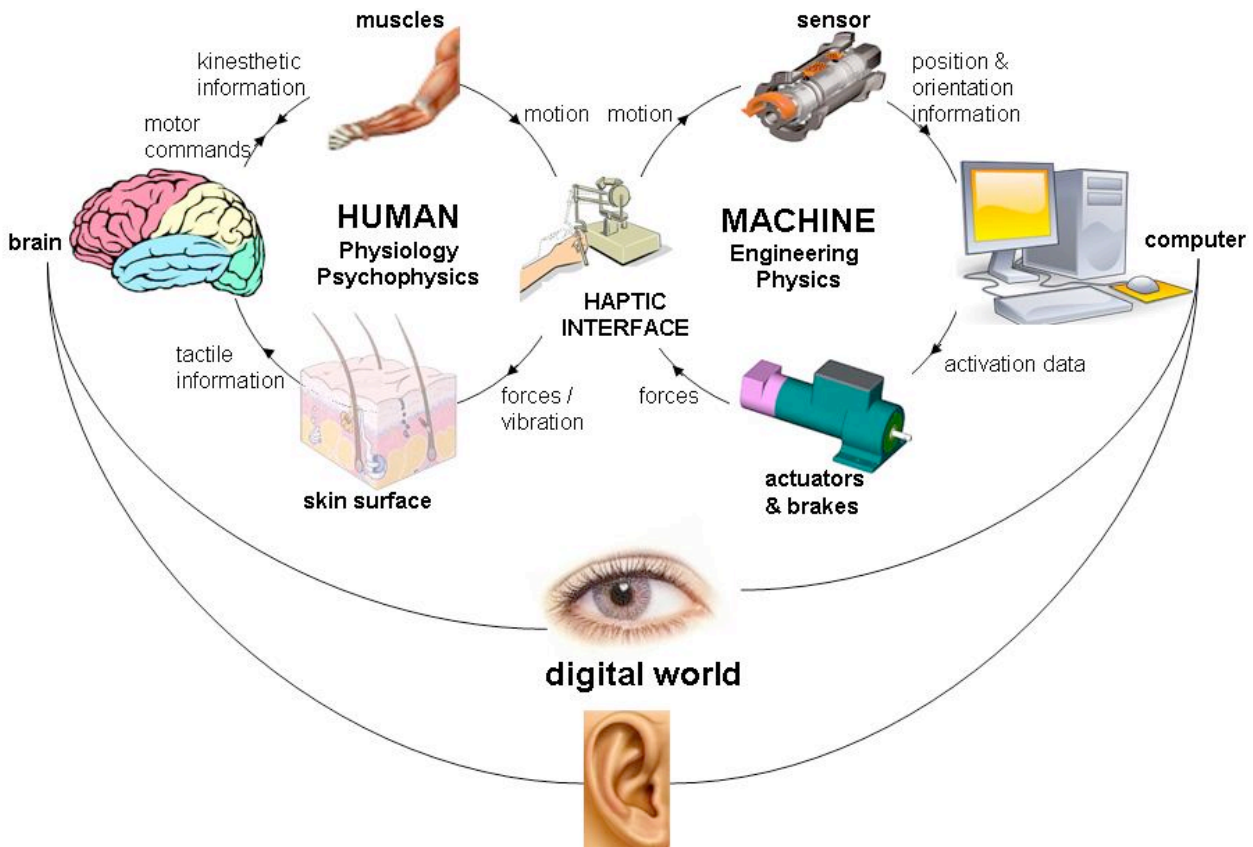 muscles
sensor
kinesthetic
information
position &
orientation
information
motor
commands
motion
motion
HUMAN
Physiology
Psychophysics
MACHINE
Engineering
Physics
brain
computer
HAPTIC
INTERFACE
tactile
information
forces /
vibration
forces
activation data
skin surface
actuators
& brakes
digital world